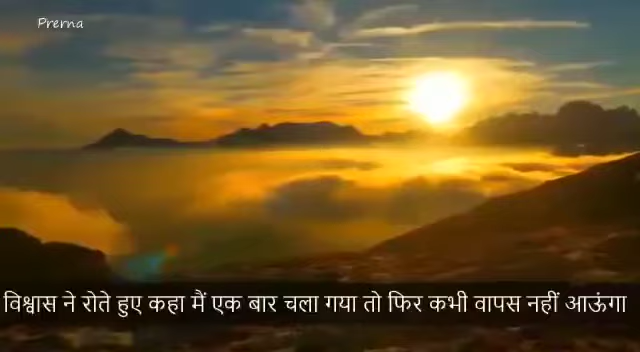 Prerna
विश्वास ने रोते हुए कहा मैं एक बार चला गया तो फिर कभी वापस नहीं आऊंगा